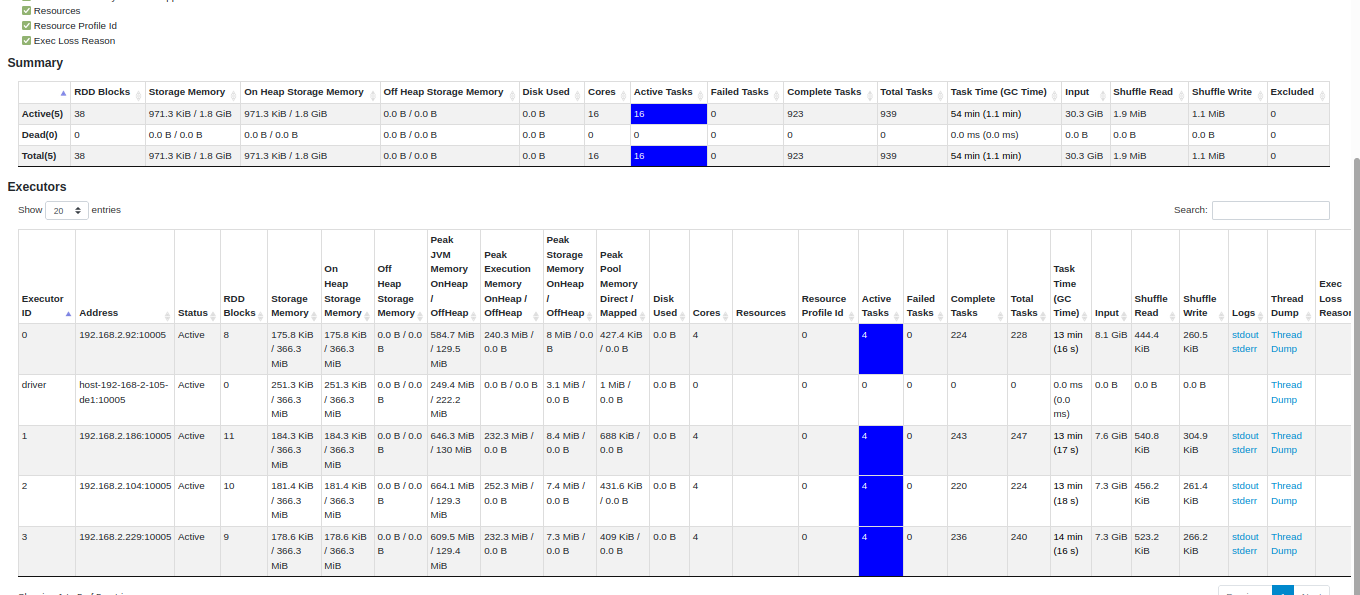 Resources
Resource Profile Id
Exec Loss Reason
Summary
RDD Blocks Storage Memory On Heap Storage Memory Off Heap Storage Memory Disk Used Cores Active Tasks Failed Tasks Complete Tasks Total Tasks Task Time (GC Time) Input Shuffle Read Shuffle Write Excluded
Active(5) 38 971.3 KiB / 1.8 GiB 971.3 KiB / 1.8 GiB 0.0 B / 0.0 B 0.0 B 16 16 0 923 939 54 min (1.1 min) 30.3 GiB 1.9 MiB 1.1 MiB 0
Dead(0) 0 0.0 B / 0.0 B 0.0 B / 0.0 B 0.0 B / 0.0 B 0.0 B 0 0 0 0 0 0.0 ms (0.0 ms) 0.0 B 0.0 B 0.0 B 0
Total(5) 38 971.3 KiB / 1.8 GiB 971.3 KiB / 1.8 GiB 0.0 B / 0.0 B 0.0 B 16 16 0 923 939 54 min (1.1 min) 30.3 GiB 1.9 MiB 1.1 MiB 0
Executors
Show 20 entries Search:
Peak Peak
JVM Peak Storage Peak
On Off Memory Execution Memory Pool Task
Heap Heap OnHeap Memory OnHeap Memory Time Exec
Executor RDD Storage Storage Storage / OnHeap / / Direct / Disk Resource Active Failed Complete Total (GC Shuffle Shuffle Thread Loss
ID Address Status Blocks Memory Memory Memory OffHeap OffHeap OffHeap Mapped Used Cores Resources Profile Id Tasks Tasks Tasks Tasks Time) Input Read Write Logs Dump Reason
0 192.168.2.92:10005 Active 8 175.8 KiB 175.8 KiB 0.0 B / 0.0 584.7 MiB 240.3 MiB / 8 MiB / 0.0 427.4 KiB 0.0 B 4 0 4 0 224 228 13 min 8.1 GiB 444.4 260.5 stdout Thread
/ 366.3 / 366.3 B / 129.5 0.0 B B / 0.0 B (16 s) KiB KiB stderr Dump
MiB MiB MiB
driver host-192-168-2-105- Active 0 251.3 KiB 251.3 KiB 0.0 B / 0.0 249.4 MiB 0.0 B / 0.0 B 3.1 MiB / 1 MiB / 0.0 B 0 0 0 0 0 0 0.0 ms 0.0 B 0.0 B 0.0 B Thread
de1:10005 / 366.3 / 366.3 B / 222.2 0.0 B 0.0 B (0.0 Dump
MiB MiB MiB ms)
1 192.168.2.186:10005 Active 11 184.3 KiB 184.3 KiB 0.0 B / 0.0 646.3 MiB 232.3 MiB / 8.4 MiB / 688 KiB / 0.0 B 4 0 4 0 243 247 13 min 7.6 GiB 540.8 304.9 stdout Thread
/ 366.3 / 366.3 B / 130 MiB 0.0 B 0.0 B 0.0 B (17 s) KiB KiB stderr Dump
MiB MiB
2 192.168.2.104:10005 Active 10 181.4 KiB 181.4 KiB 0.0 B / 0.0 664.1 MiB 252.3 MiB / 7.4 MiB / 431.6 KiB 0.0 B 4 0 4 0 220 224 13 min 7.3 GiB 456.2 261.4 stdout Thread
/ 366.3 / 366.3 B / 129.3 0.0 B 0.0 B / 0.0 B (18 s) KiB KiB stderr Dump
MiB MiB MiB
3 192.168.2.229:10005 Active 9 178.6 KiB 178.6 KiB 0.0 B / 0.0 609.5 MiB 232.3 MiB / 7.3 MiB / 409 KiB / 0.0 B 4 0 4 0 236 240 14 min 7.3 GiB 523.2 266.2 stdout Thread
/ 366.3 / 366.3 B / 129.4 0.0 B 0.0 B 0.0 B (16 s) KiB KiB stderr Dump
MiB MiB MiB